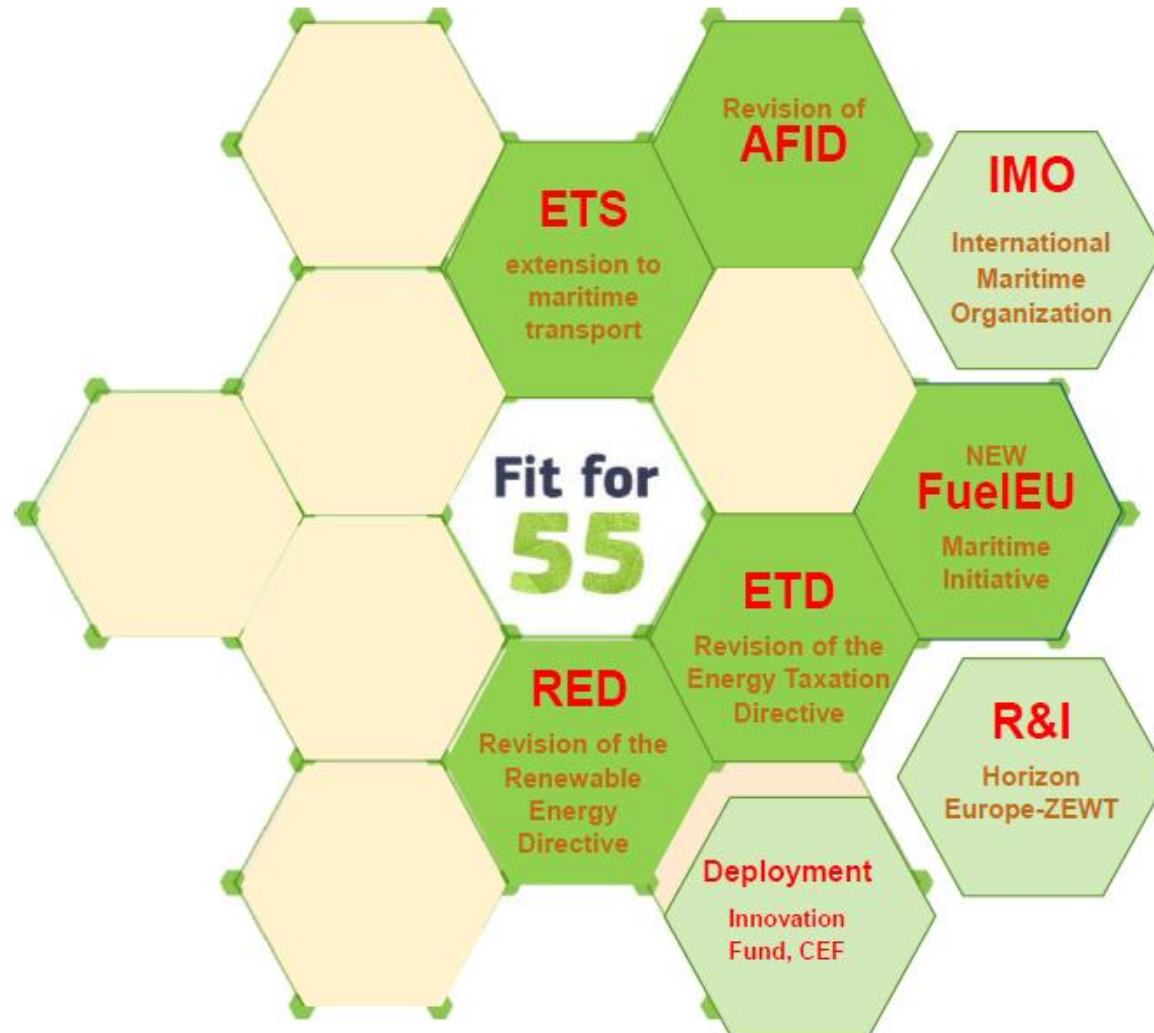 Revision of
AFID
IMO
International
Maritime
Organization
ETS
extension to
maritime
transport
Fit for
55
NEW
FuelEU
Maritime
Initiative
ETD
Revision of the
Energy Taxation
Directive
RED
Revision of the
Renewable
Energy
Directive
R&I
Horizon
Europe-ZEWT
Deployment
Innovation
Fund, CEF